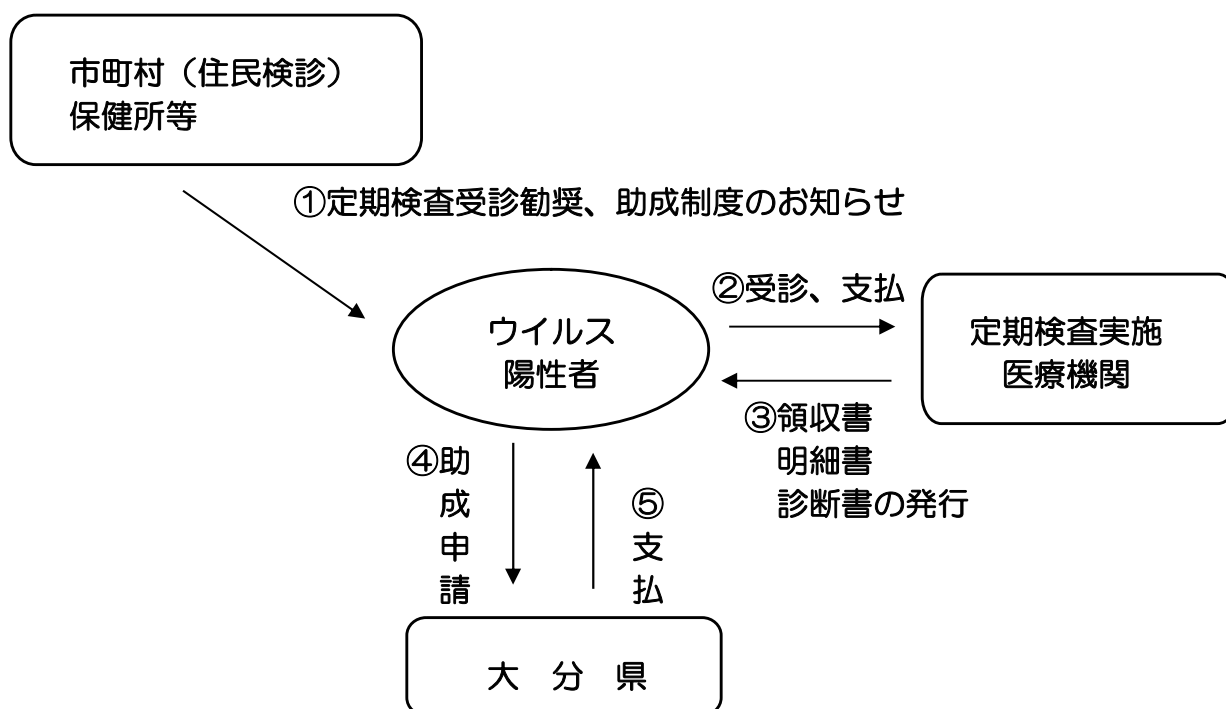 市町村（住民検診）
保健所等
①定期検査受診勧奨、助成制度のお知らせ
ウイルス
陽性者
②受診、支払
定期検査実施
医療機関
③領収書
明細書
診断書の発行
④助成申請
⑤支払
大　分　県